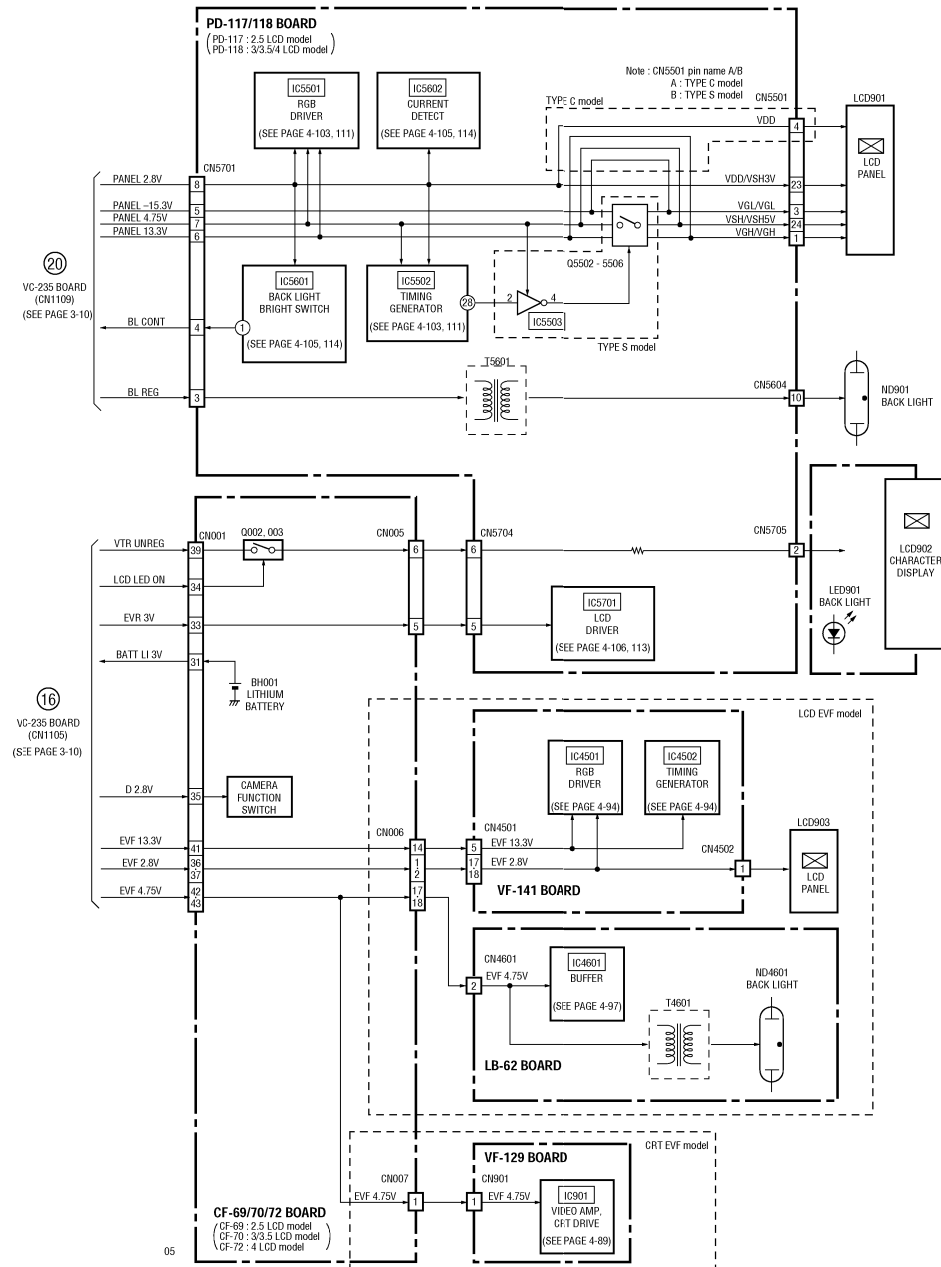 PD-117/118 BOARD
( PD-117 : 2.5 LCD model
PD-118 : 3/3.5/4 LCD model )
Note : CN5501 pin name A/B
A : TYPE C model
B : TYPE S model
IC5501
RGB
DRIVER
(SEE PAGE 4-103, 111)
IC5602
CURRENT
DETECT
(SEE PAGE 4-105, 114)
TYPE C model
CN5501
LCD901
VDD
4
LCD
PANEL
CN5701
PANEL 2.8V
8
VDD/VSH3V
23
PANEL –15.3V
5
VGL/VGL
3
PANEL 4.75V
7
VSH/VSH5V
24
PANEL 13.3V
6
VGH/VGH
1
Q5502 - 5506
20
VC-235 BOARD
(CN1109)
(SEE PAGE 3-10)
IC5601
BACK LIGHT
BRIGHT SWITCH
(SEE PAGE 4-105, 114)
1
IC5502
TIMING
GENERATOR
(SEE PAGE 4-103, 111)
28
2
4
IC5503
TYPE S model
BL CONT
4
T5601
BL REG
3
CN5604
10
ND901
BACK LIGHT
CN001
Q002, 003
CN005
CN5704
CN5705
VTR UNREG
39
6
6
2
LCD LED ON
34
LCD902
CHARACTER
DISPLAY
LED901
BACK LIGHT
EVR 3V
33
5
5
IC5701
LCD
DRIVER
(SEE PAGE 4-106, 113)
BATT LI 3V
31
BH001
LITHIUM
BATTERY
16
VC-235 BOARD
(CN1105)
(SEE PAGE 3-10)
LCD EVF model
IC4501
RGB
DRIVER
(SEE PAGE 4-94)
IC4502
TIMING
GENERATOR
(SEE PAGE 4-94)
D 2.8V
35
CAMERA
FUNCTION
SWITCH
CN006
CN4501
CN4502
LCD903
EVF 13.3V
41
14
5
EVF 13.3V
EVF 2.8V
36
37
1
2
17
18
EVF 2.8V
1
LCD
PANEL
EVF 4.75V
42
43
17
18
VF-141 BOARD
CN4601
2
EVF 4.75V
IC4601
BUFFER
(SEE PAGE 4-97)
T4601
ND4601
BACK LIGHT
LB-62 BOARD
CRT EVF model
VF-129 BOARD
CN007
CN901
EVF 4.75V
1
1
EVF 4.75V
IC901
VIDEO AMP,
CRT DRIVE
(SEE PAGE 4-89)
CF-69/70/72 BOARD
( CF-69 : 2.5 LCD model
CF-70 : 3/3.5 LCD model
CF-72 : 4 LCD model )
05